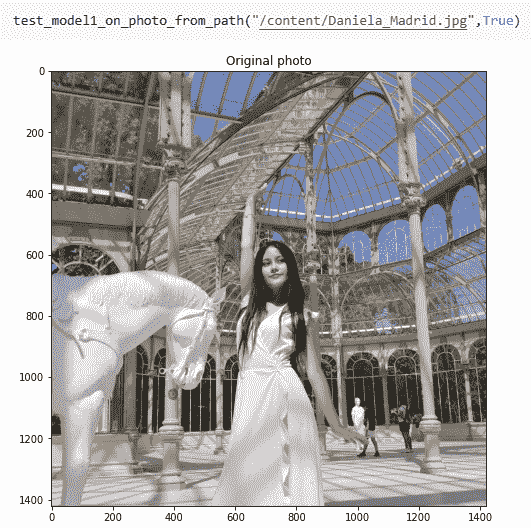 test_model1_on_photo_from_path("/content/Daniela_Madrid.jpg",True)
Original photo
0
200
400
600
800
1000
1200
1400
0 200 400 600 800 1000 1200 1400